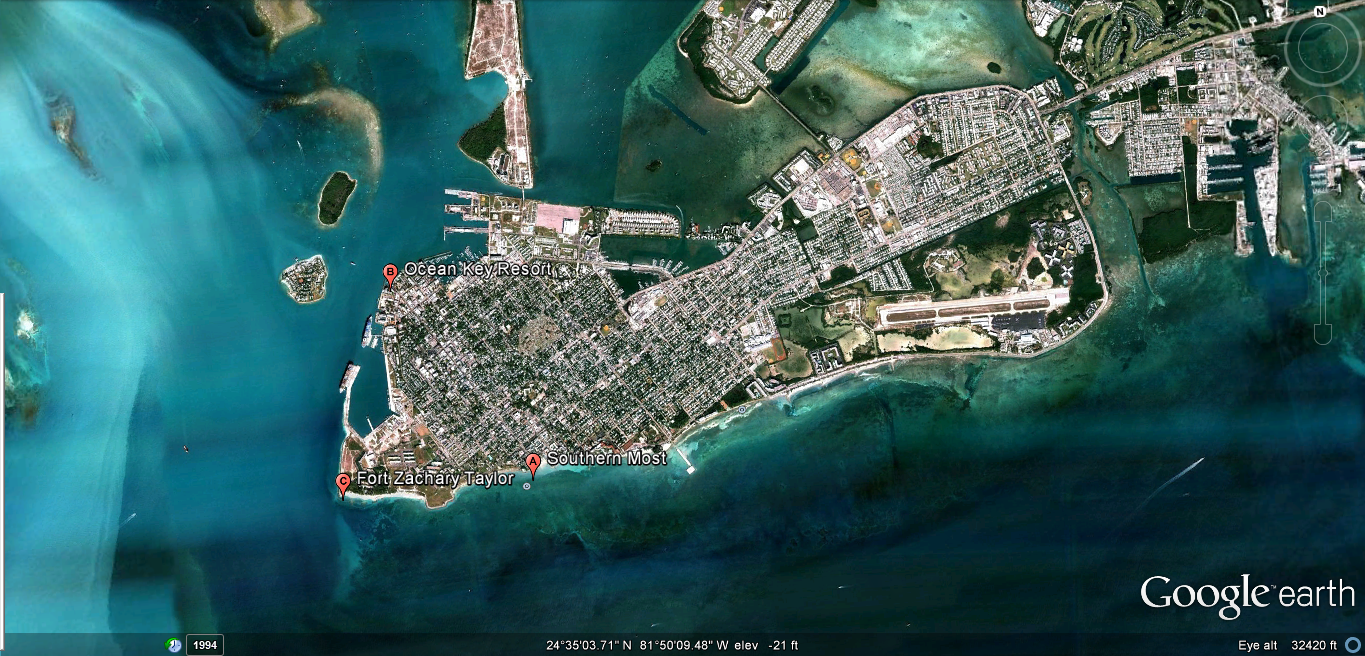 N
B Ocean Key Resort
A Southern Most
C Fort Zachary Taylor
Google™ earth
1994
24°35'03.71" N 81°50'09.48" W elev -21 ft
Eye alt 32420 ft